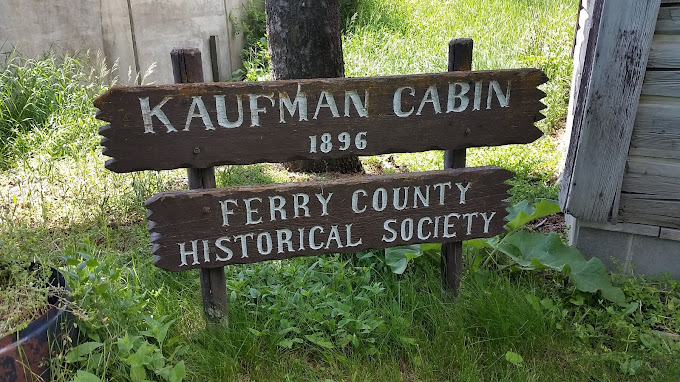 KAUFMAN CABIN
1896
FERRY COUNTY
HISTORICAL SOCIETY